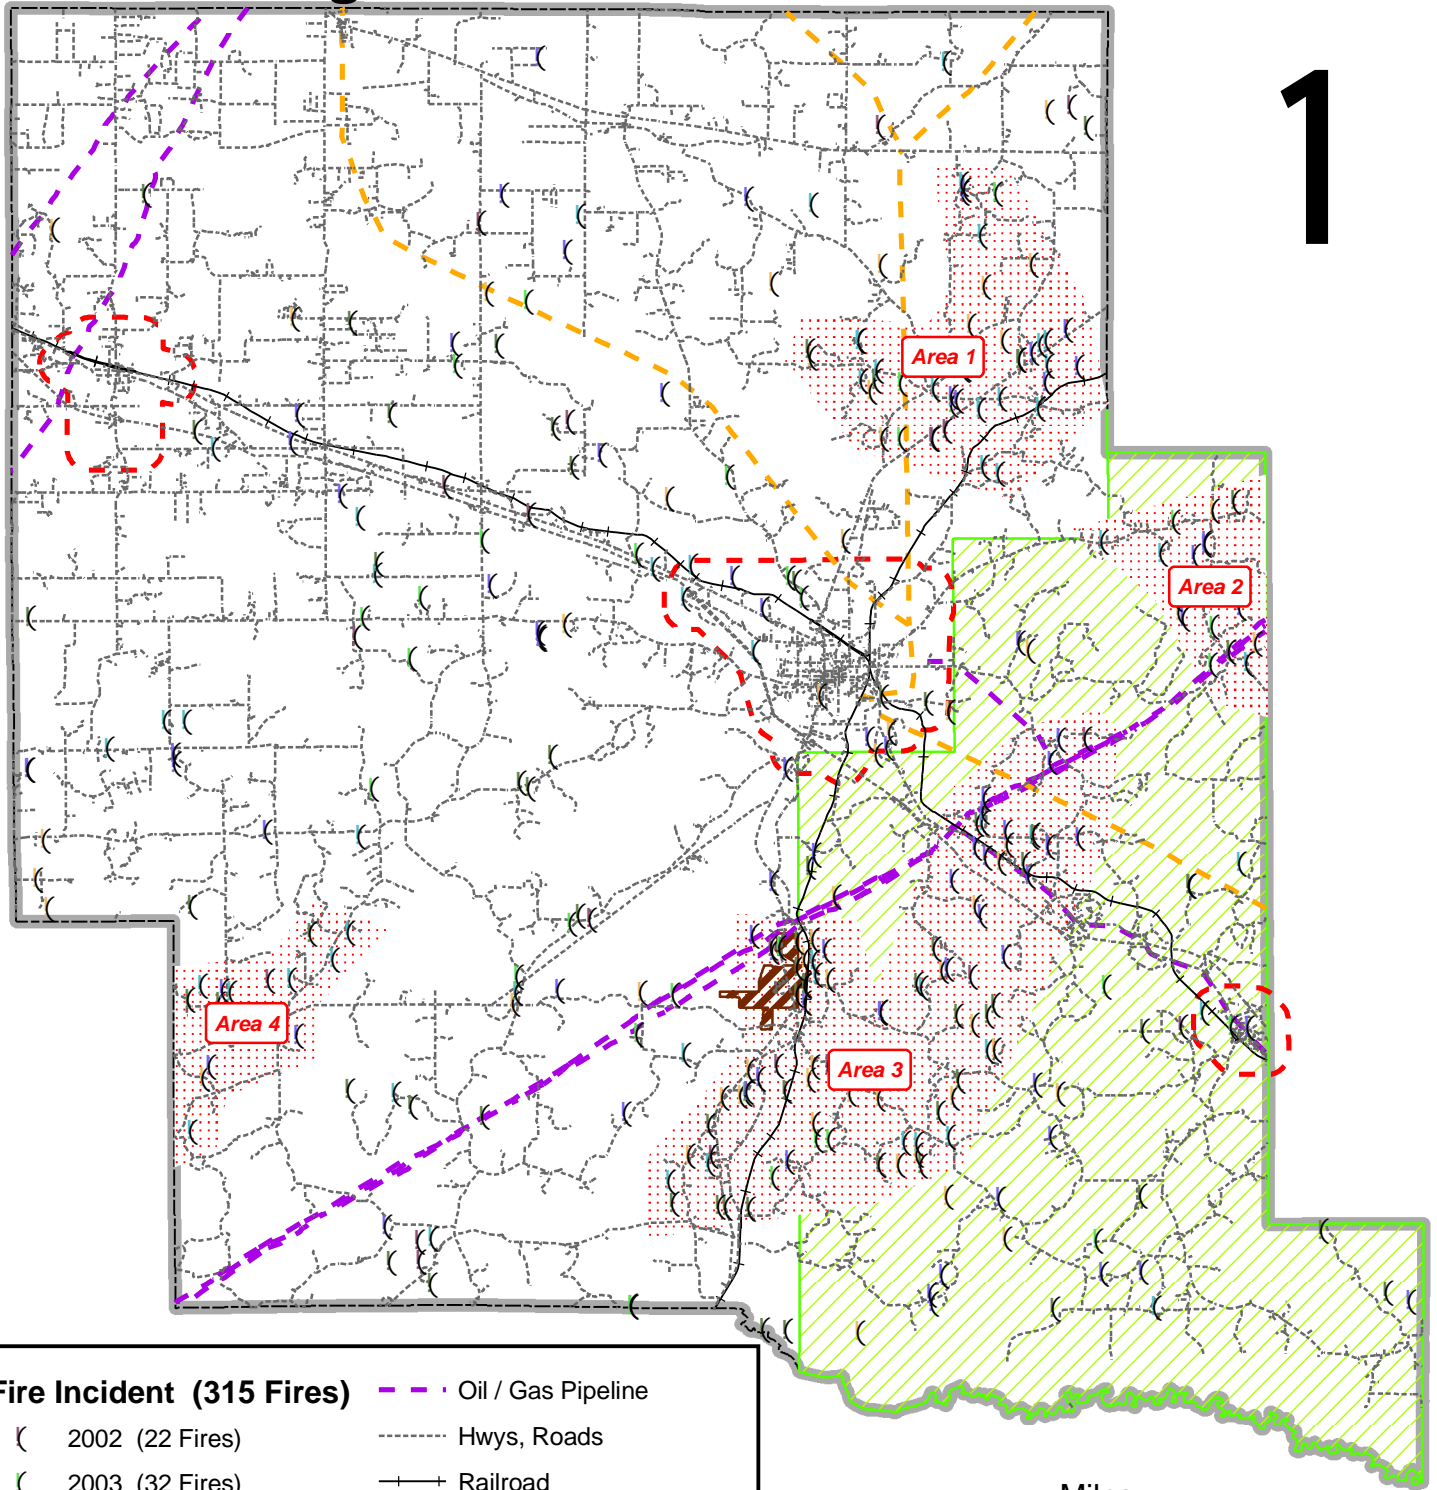 1
Area 1
Area 2
Area 4
Area 3
Fire Incident (315 Fires)
2002 (22 Fires)
2003 (32 Fires)
Oil / Gas Pipeline
Hwys, Roads
Railroad